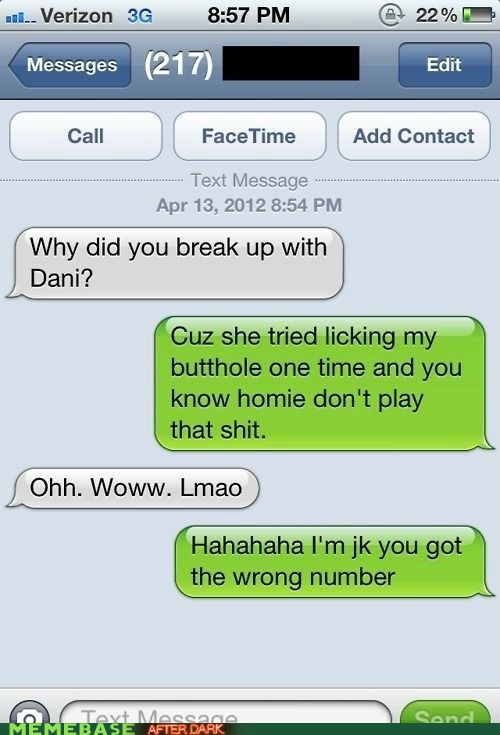 Verizon 3G 8:57 PM 22%
Messages (217) Edit
Call FaceTime Add Contact
Text Message
Apr 13, 2012 8:54 PM
Why did you break up with
Dani?
Cuz she tried licking my
butthole one time and you
know homie don't play
that shit.
Ohh. Woww. Lmao
Hahahaha I'm jk you got
the wrong number
Text Message Send
MEMEBASE AFTER DARK